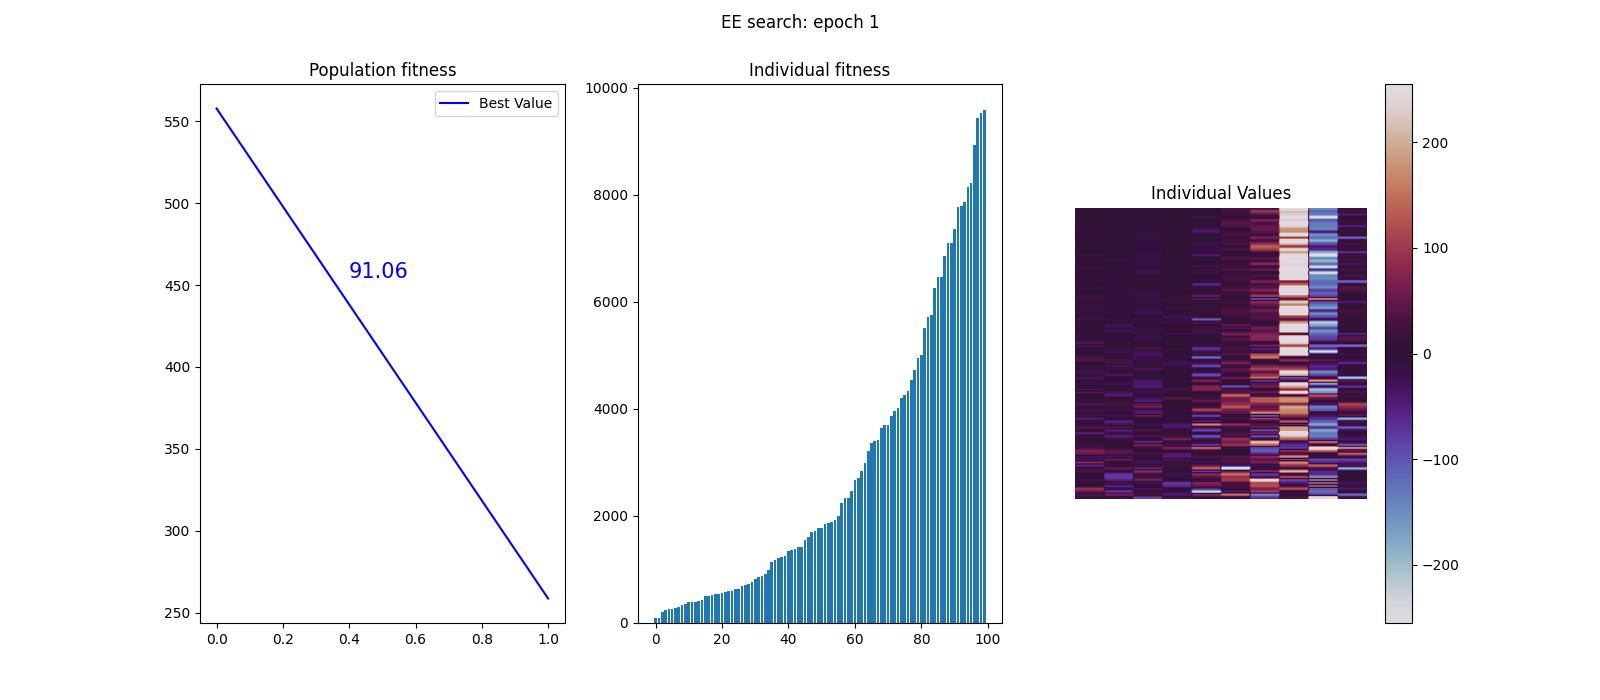 EE search: epoch 1
Population fitness
Best Value
91.06
550
500
450
400
350
300
250
0.0 0.2 0.4 0.6 0.8 1.0
Individual fitness
10000
8000
6000
4000
2000
0
0 20 40 60 80 100
Individual Values
200
100
0
−100
−200